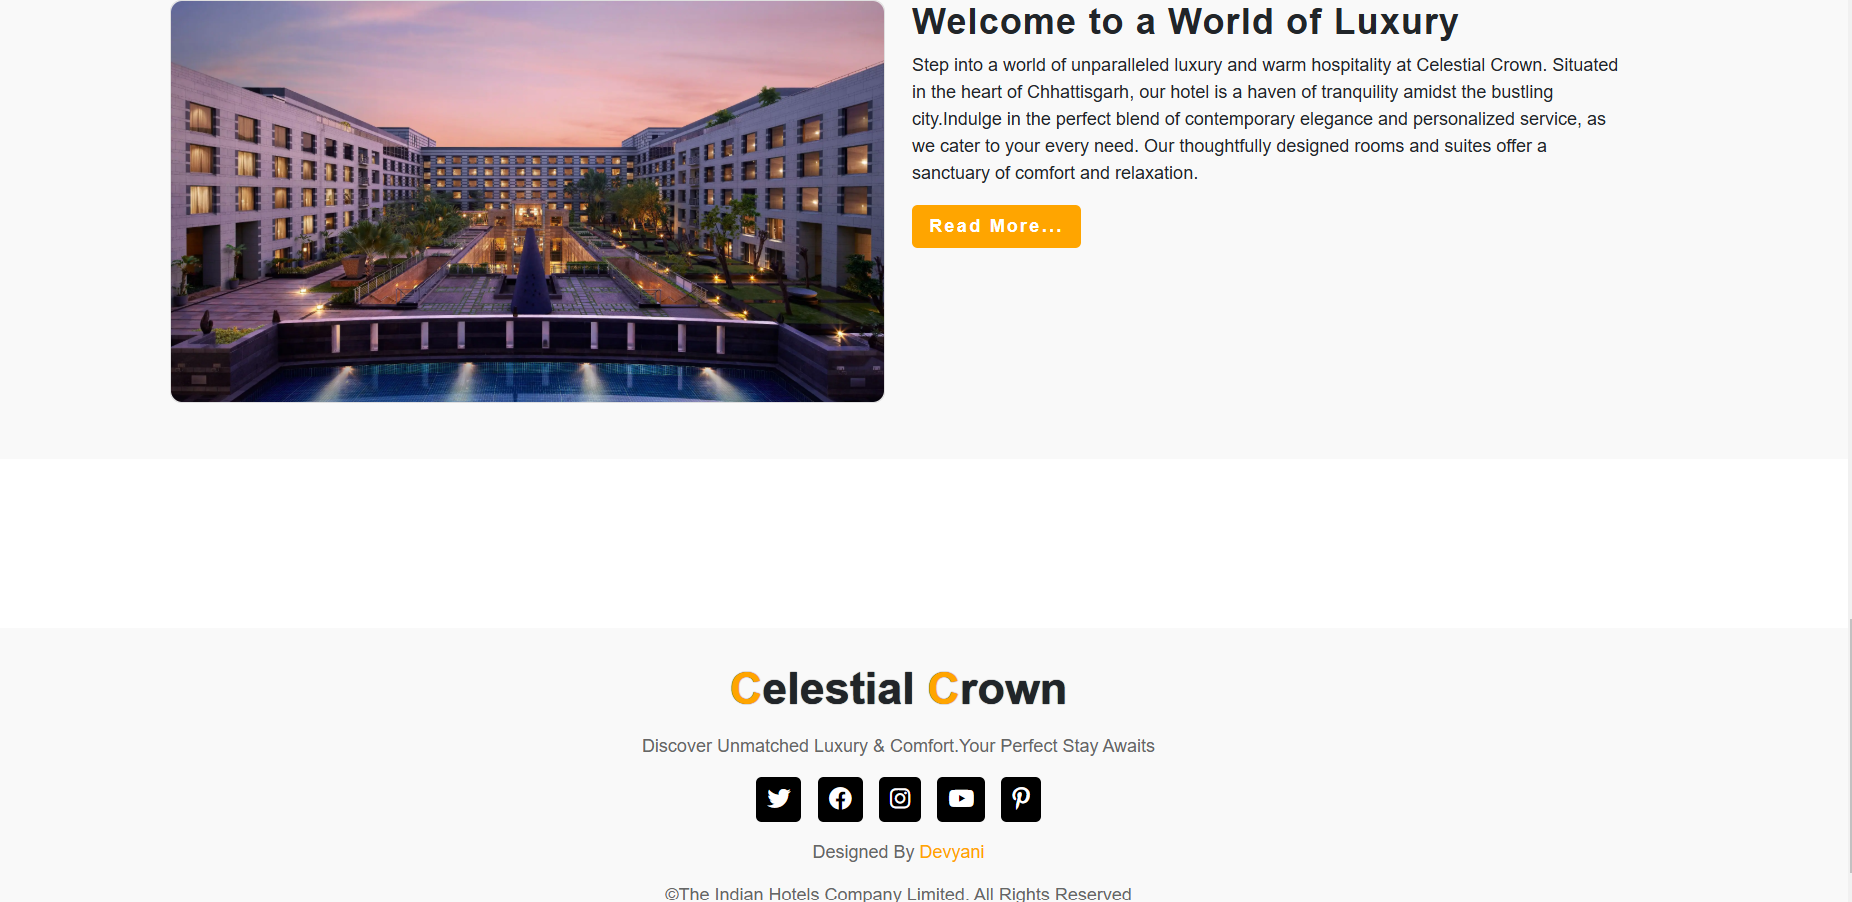 Welcome to a World of Luxury
Step into a world of unparalleled luxury and warm hospitality at Celestial Crown. Situated
in the heart of Chhattisgarh, our hotel is a haven of tranquility amidst the bustling
city.Indulge in the perfect blend of contemporary elegance and personalized service, as
we cater to your every need. Our thoughtfully designed rooms and suites offer a
sanctuary of comfort and relaxation.
Read More...
Celestial Crown
Discover Unmatched Luxury & Comfort.Your Perfect Stay Awaits
Designed By Devyani
©The Indian Hotels Company Limited. All Rights Reserved